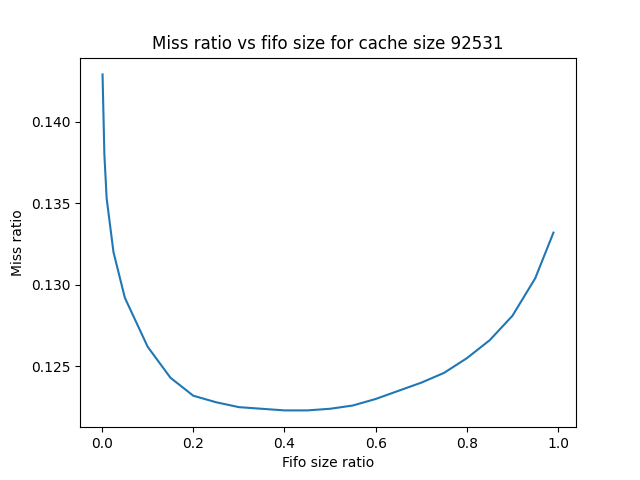 Miss ratio vs fifo size for cache size 92531
0.140
0.135
0.130
0.125
Miss ratio
0.0 0.2 0.4 0.6 0.8 1.0
Fifo size ratio